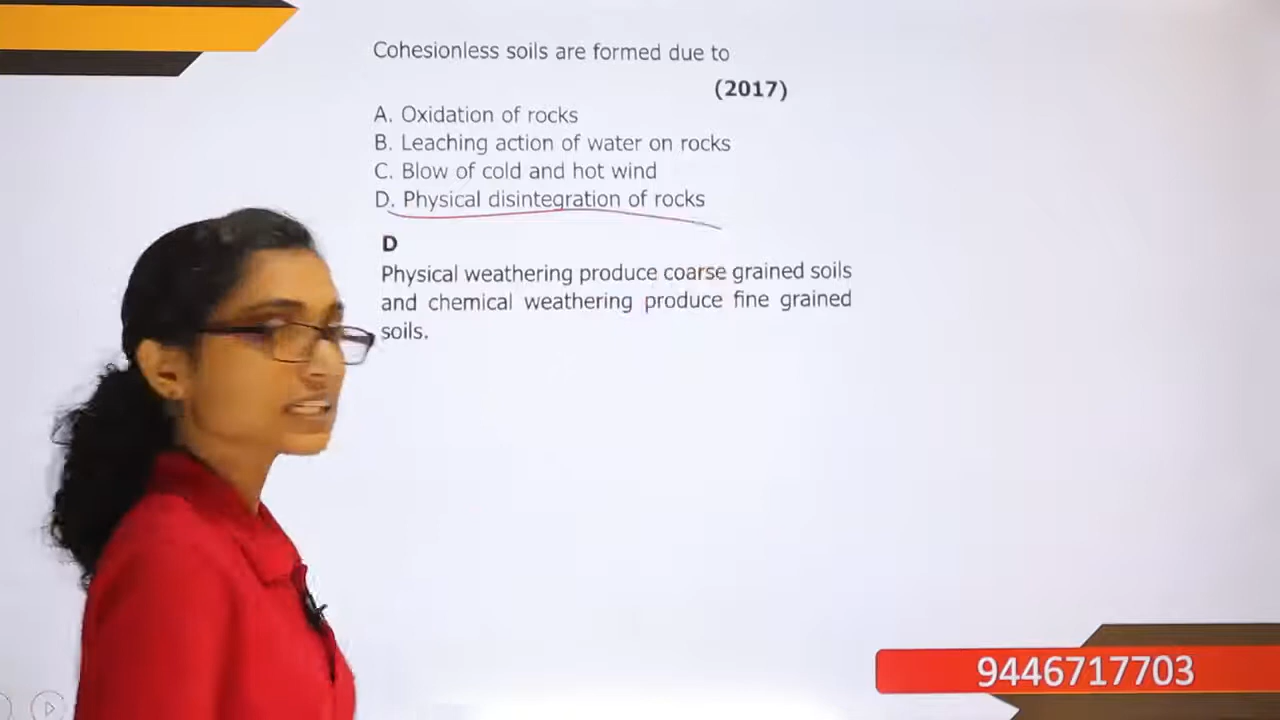 Cohesionless soils are formed due to
(2017)
A. Oxidation of rocks
B. Leaching action of water on rocks
C. Blow of cold and hot wind
D. Physical disintegration of rocks
D
Physical weathering produce coarse grained soils
and chemical weathering produce fine grained
soils.
9446717703